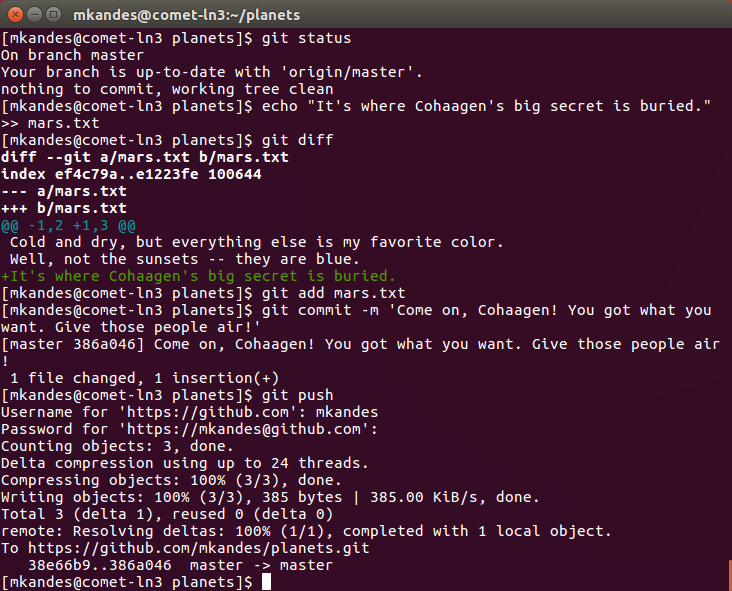 mkandes@comet-ln3:~/planets
[mkandes@comet-ln3 planets]$ git status
On branch master
Your branch is up-to-date with 'origin/master'.
nothing to commit, working tree clean
[mkandes@comet-ln3 planets]$ echo "It's where Cohaagen's big secret is buried."
>> mars.txt
[mkandes@comet-ln3 planets]$ git diff
diff --git a/mars.txt b/mars.txt
index ef4c79a..e1223fe 100644
--- a/mars.txt
+++ b/mars.txt
@@ -1,2 +1,3 @@
 Cold and dry, but everything else is my favorite color.
 Well, not the sunsets -- they are blue.
+It's where Cohaagen's big secret is buried.
[mkandes@comet-ln3 planets]$ git add mars.txt
[mkandes@comet-ln3 planets]$ git commit -m 'Come on, Cohaagen! You got what you
want. Give those people air!'
[master 386a046] Come on, Cohaagen! You got what you want. Give those people air
!
 1 file changed, 1 insertion(+)
[mkandes@comet-ln3 planets]$ git push
Username for 'https://github.com': mkandes
Password for 'https://mkandes@github.com':
Counting objects: 3, done.
Delta compression using up to 24 threads.
Compressing objects: 100% (3/3), done.
Writing objects: 100% (3/3), 385 bytes | 385.00 KiB/s, done.
Total 3 (delta 1), reused 0 (delta 0)
remote: Resolving deltas: 100% (1/1), completed with 1 local object.
To https://github.com/mkandes/planets.git
   38e66b9..386a046  master -> master
[mkandes@comet-ln3 planets]$